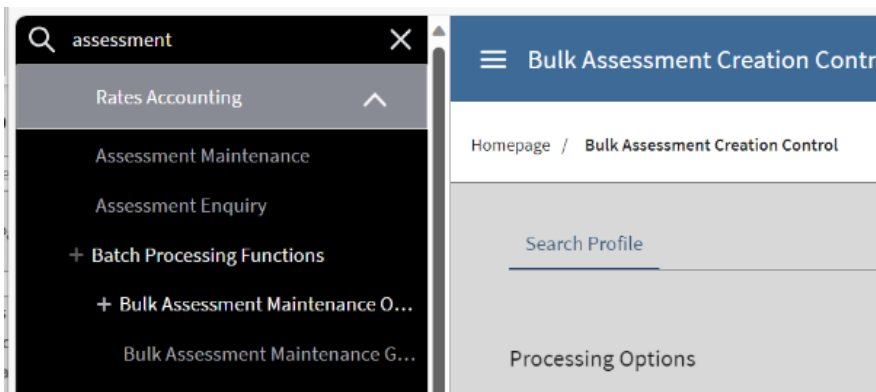 assessment
Rates Accounting
Assessment Maintenance
Assessment Enquiry
Batch Processing Functions
Bulk Assessment Maintenance O...
Bulk Assessment Maintenance G...
Bulk Assessment Creation Contr
Homepage / Bulk Assessment Creation Control
Search Profile
Processing Options